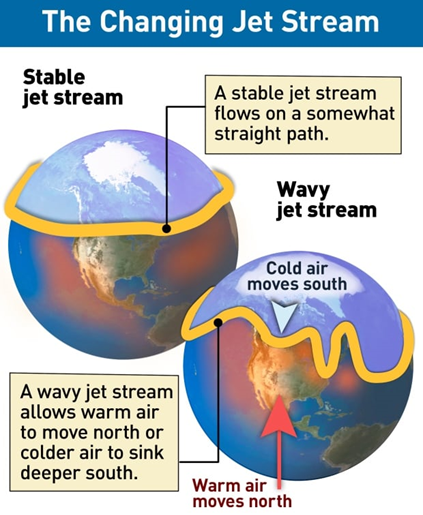 The Changing Jet Stream
Stable
jet stream
A stable jet stream
flows on a somewhat
straight path.
Wavy
jet stream
Cold air
moves south
A wavy jet stream
allows warm air
to move north or
colder air to sink
deeper south.
Warm air
moves north